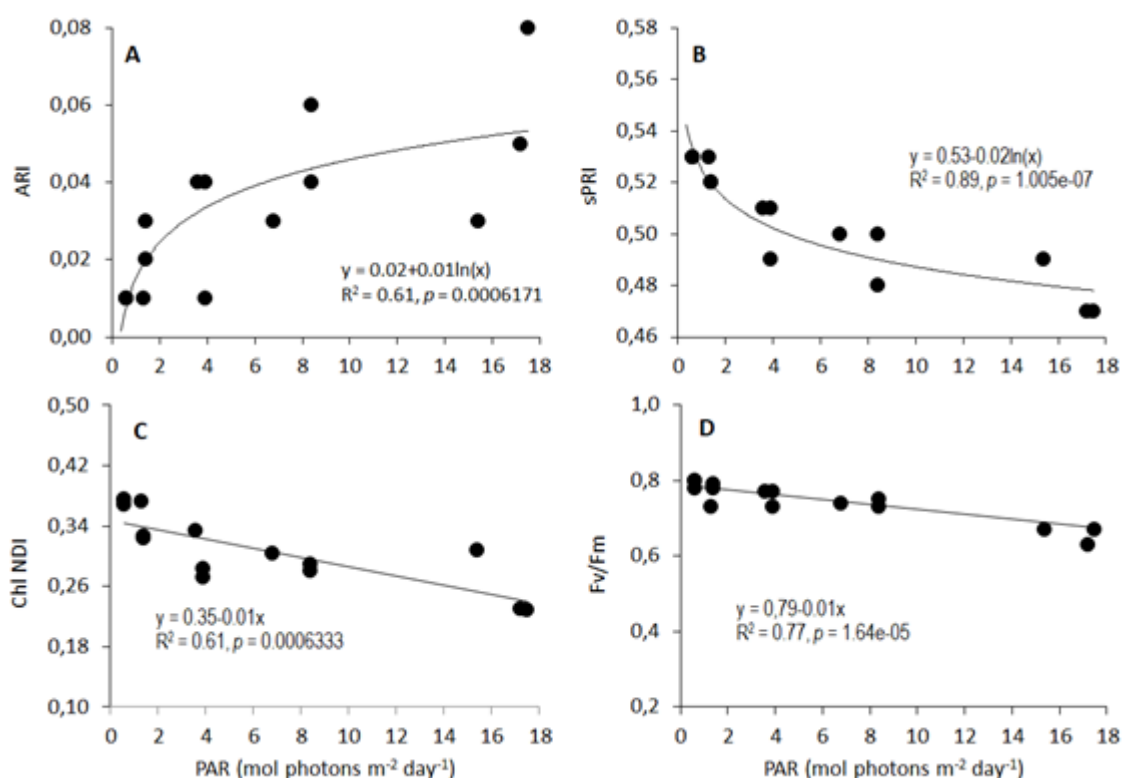 A
ARI
0,08
0,06
0,04
0,02
0,00
0 2 4 6 8 10 12 14 16 18
y = 0.02+0.01ln(x)
R² = 0.61, p = 0.0006171
B
sPRI
0,58
0,56
0,54
0,52
0,50
0,48
0,46
0 2 4 6 8 10 12 14 16 18
y = 0.53-0.02ln(x)
R² = 0.89, p = 1.005e-07
C
Chl NDI
0,50
0,42
0,34
0,26
0,18
0,10
0 2 4 6 8 10 12 14 16 18
y = 0.35-0.01x
R² = 0.61, p = 0.0006333
PAR (mol photons m⁻² day⁻¹)
D
Fv/Fm
1,0
0,8
0,6
0,4
0,2
0 2 4 6 8 10 12 14 16 18
y = 0,79-0.01x
R² = 0.77, p = 1.64e-05
PAR (mol photons m⁻² day⁻¹)